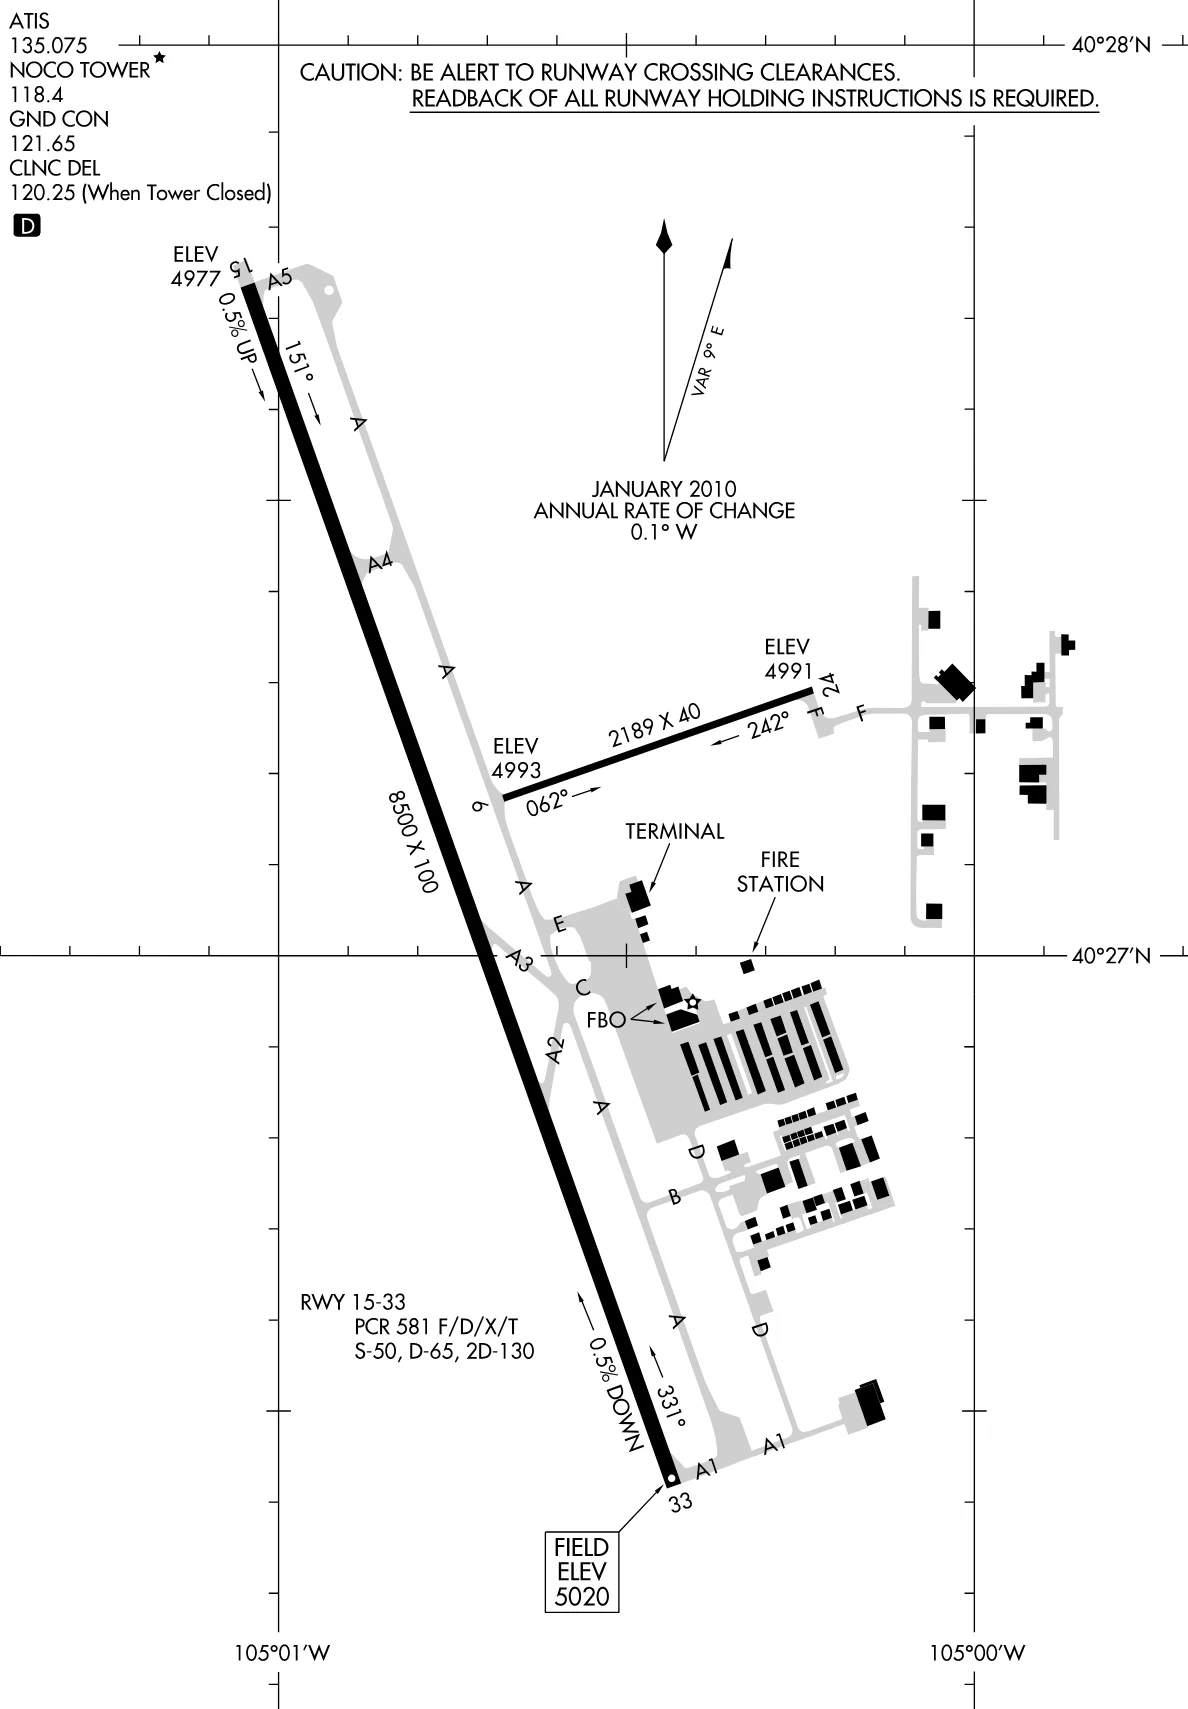 ATIS
135.075
NOCO TOWER★
118.4
GND CON
121.65
CLNC DEL
120.25 (When Tower Closed)
D
CAUTION: BE ALERT TO RUNWAY CROSSING CLEARANCES.
READBACK OF ALL RUNWAY HOLDING INSTRUCTIONS IS REQUIRED.
40°28'N
ELEV
4977
15
A5
0.5% UP
151°
A
VAR 9° E
JANUARY 2010
ANNUAL RATE OF CHANGE
0.1° W
A4
A
ELEV
4991
24
F
F
2189 X 40
242°
ELEV
4993
6
062°
8500 X 100
TERMINAL
FIRE
STATION
A
E
A3
40°27'N
C
FBO
A2
A
D
B
RWY 15-33
PCR 581 F/D/X/T
S-50, D-65, 2D-130
A
D
0.5% DOWN
331°
A1
A1
33
FIELD
ELEV
5020
105°01'W
105°00'W